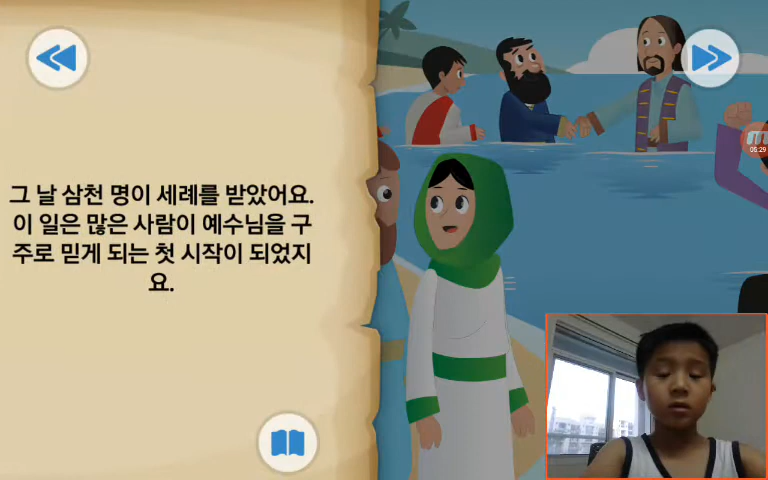 그 날 삼천 명이 세례를 받았어요.
이 일은 많은 사람이 예수님을 구
주로 믿게 되는 첫 시작이 되었지
요.
05:29